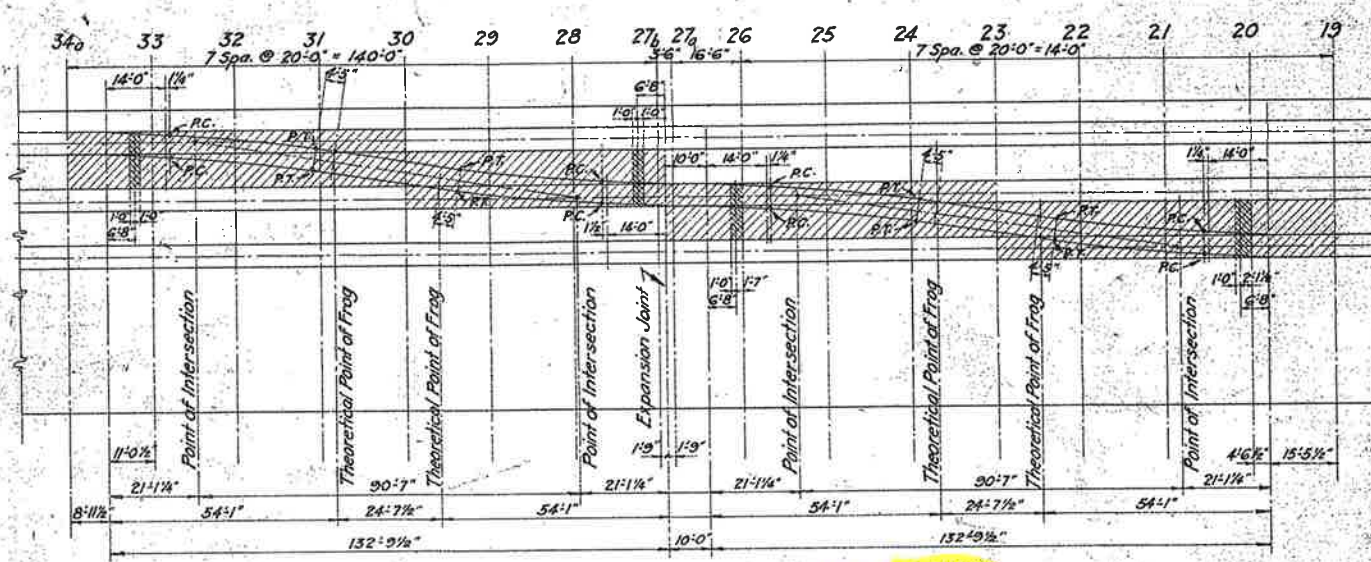 34a 33 32 31 30 29 28 27b 27a 26 25 24 23 22 21 20 19
7 Spa. @ 20'-0" = 140'-0" 3'-6" 16'-6" 7 Spa. @ 20'-0" = 14'-0"
14'-0" 1¼" 4'-5"
6'-8"
1'-0" 1'-0"
10'-0" 14'-0" 1¼" 4'-5" 1¼" 14'-0"
P.C. P.T. P.T. P.C. P.C. P.T. P.T. P.C.
P.C. P.T. P.T. P.C. P.C. P.T. P.T. P.C.
1'-0" 1'-0" 4'-5" 1½" 14'-0" 4'-5"
6'-8"
1'-0" 1'-7"
6'-8"
1'-0" 2'-1¼"
6'-8"
Point of Intersection
Theoretical Point of Frog
Theoretical Point of Frog
Point of Intersection
Expansion Joint
Point of Intersection
Theoretical Point of Frog
Theoretical Point of Frog
Point of Intersection
11'-0½" 1'-9" 1'-9" 4'-6½" 15'-5½"
21'-1¼" 90'-7" 21'-1¼" 21'-1¼" 90'-7" 21'-1¼"
8'-11½" 54'-1" 24'-7½" 54'-1" 54'-1" 24'-7½" 54'-1"
132'-9½" 10'-0" 132'-9½"